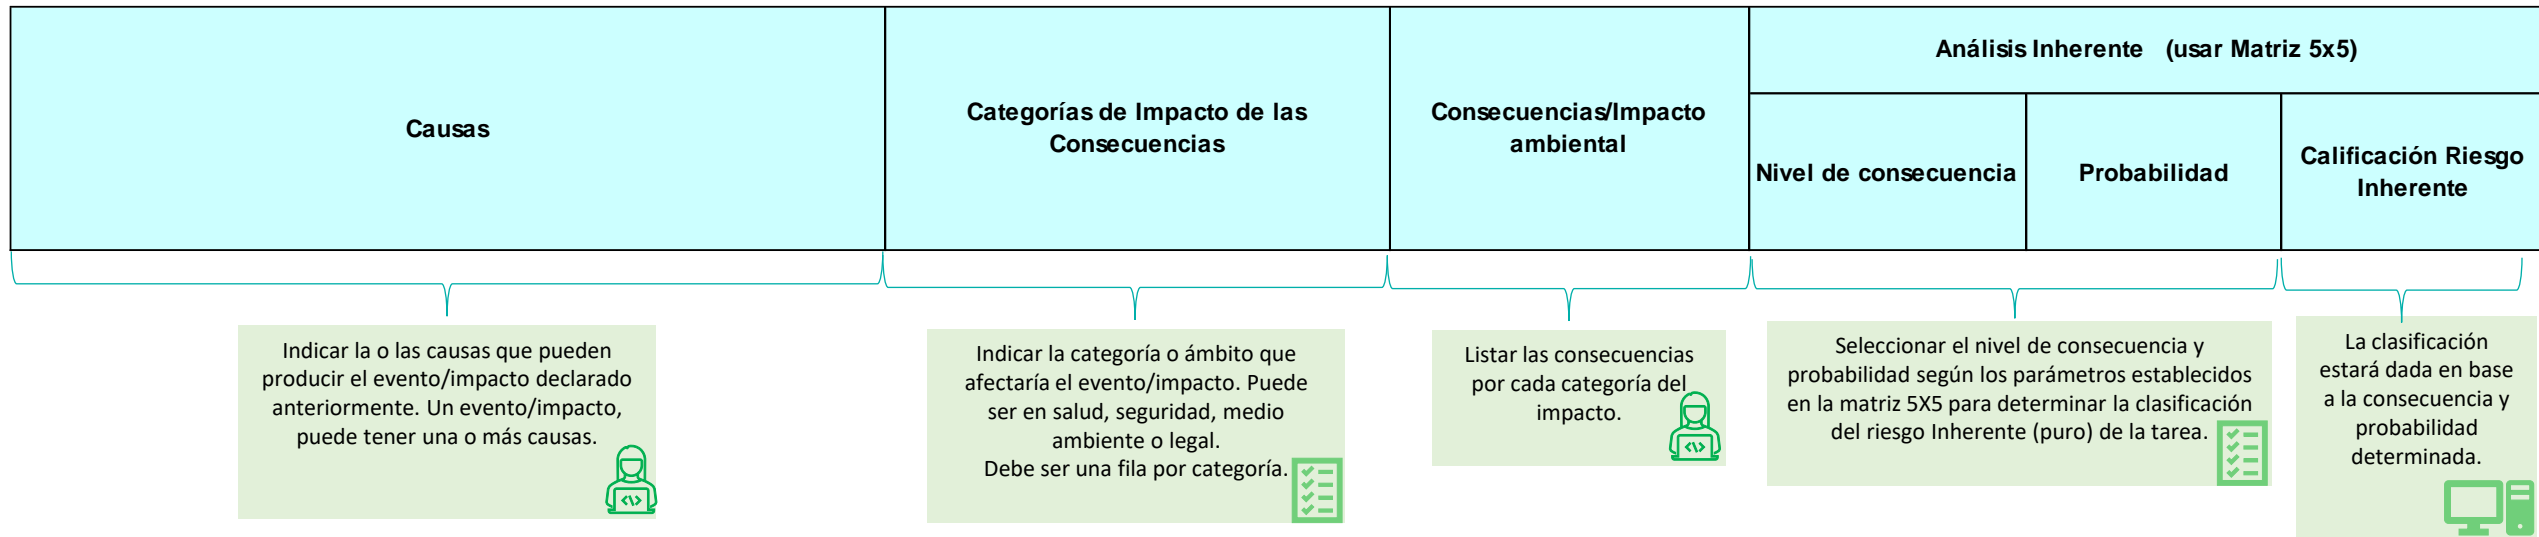 Causas
Categorías de Impacto de las
Consecuencias
Consecuencias/Impacto
ambiental
Análisis Inherente (usar Matriz 5x5)
Nivel de consecuencia
Probabilidad
Calificación Riesgo
Inherente
Indicar la o las causas que pueden
producir el evento/impacto declarado
anteriormente. Un evento/impacto,
puede tener una o más causas.
Indicar la categoría o ámbito que
afectaría el evento/impacto. Puede
ser en salud, seguridad, medio
ambiente o legal.
Debe ser una fila por categoría.
Listar las consecuencias
por cada categoría del
impacto.
Seleccionar el nivel de consecuencia y
probabilidad según los parámetros establecidos
en la matriz 5X5 para determinar la clasificación
del riesgo Inherente (puro) de la tarea.
La clasificación
estará dada en base
a la consecuencia y
probabilidad
determinada.